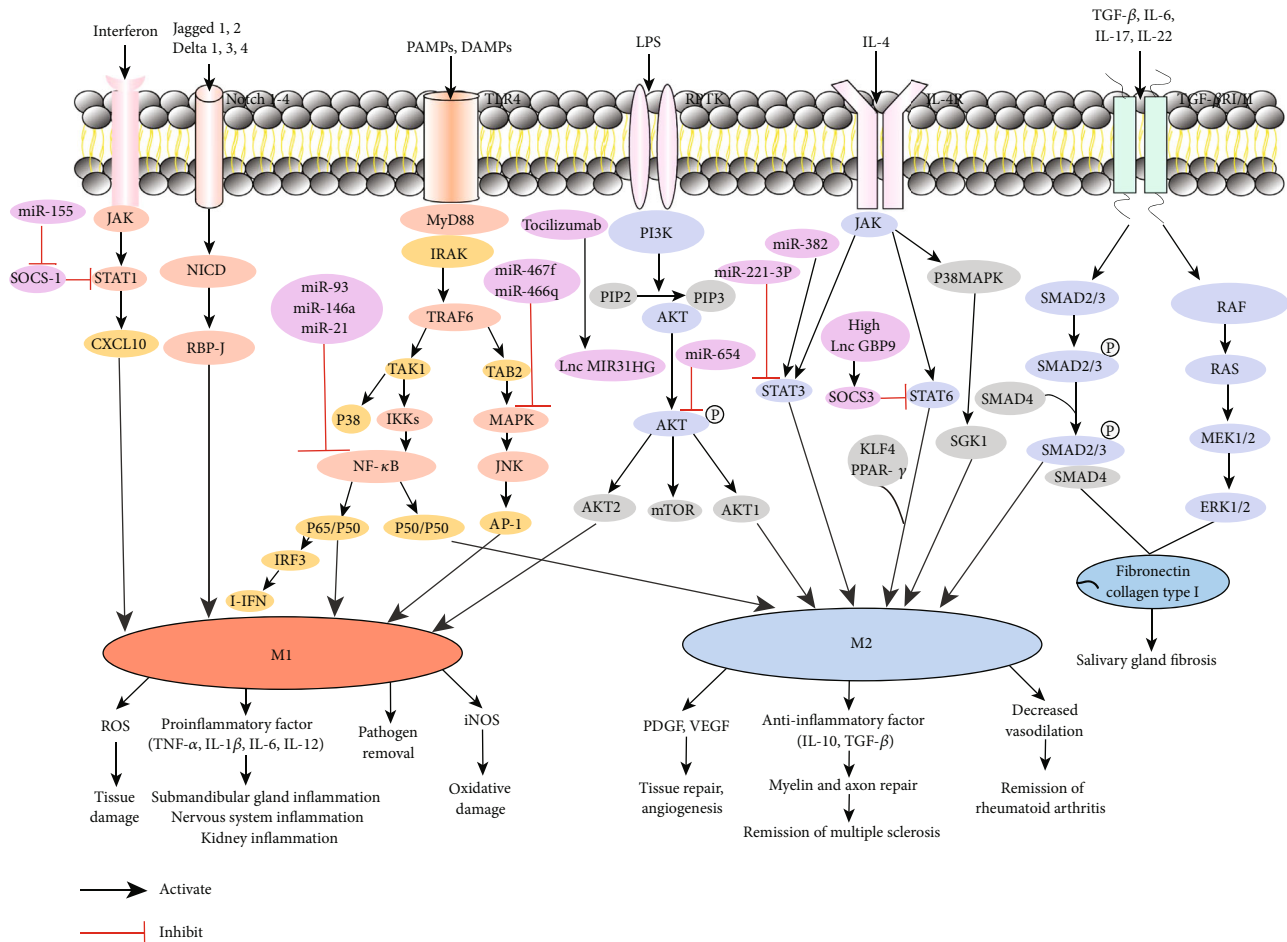 Interferon
Jagged 1, 2
Delta 1, 3, 4
PAMPs, DAMPs
LPS
IL-4
TGF-β, IL-6,
IL-17, IL-22
Notch 1-4
TLR4
RPTK
IL-4R
TGF-βRI/II
miR-155
JAK
SOCS-1
STAT1
CXCL10
NICD
RBP-J
miR-93
miR-146a
miR-21
MyD88
IRAK
TRAF6
TAK1
TAB2
P38
IKKs
MAPK
NF-κB
JNK
P65/P50
P50/P50
AP-1
IRF3
I-IFN
miR-467f
miR-466q
Tocilizumab
Lnc MIR31HG
PI3K
PIP2
PIP3
AKT
miR-654
AKT
P
AKT2
mTOR
AKT1
miR-382
miR-221-3P
JAK
P38MAPK
High
Lnc GBP9
STAT3
SOCS3
STAT6
KLF4
PPAR-γ
SGK1
SMAD2/3
P
SMAD2/3
SMAD4
P
SMAD2/3
SMAD4
RAF
RAS
MEK1/2
ERK1/2
Fibronectin
collagen type I
Salivary gland fibrosis
M1
M2
ROS
Tissue
damage
Proinflammatory factor
(TNF-α, IL-1β, IL-6, IL-12)
Submandibular gland inflammation
Nervous system inflammation
Kidney inflammation
Pathogen
removal
iNOS
Oxidative
damage
PDGF, VEGF
Tissue repair,
angiogenesis
Anti-inflammatory factor
(IL-10, TGF-β)
Myelin and axon repair
Remission of multiple sclerosis
Decreased
vasodilation
Remission of
rheumatoid arthritis
Activate
Inhibit